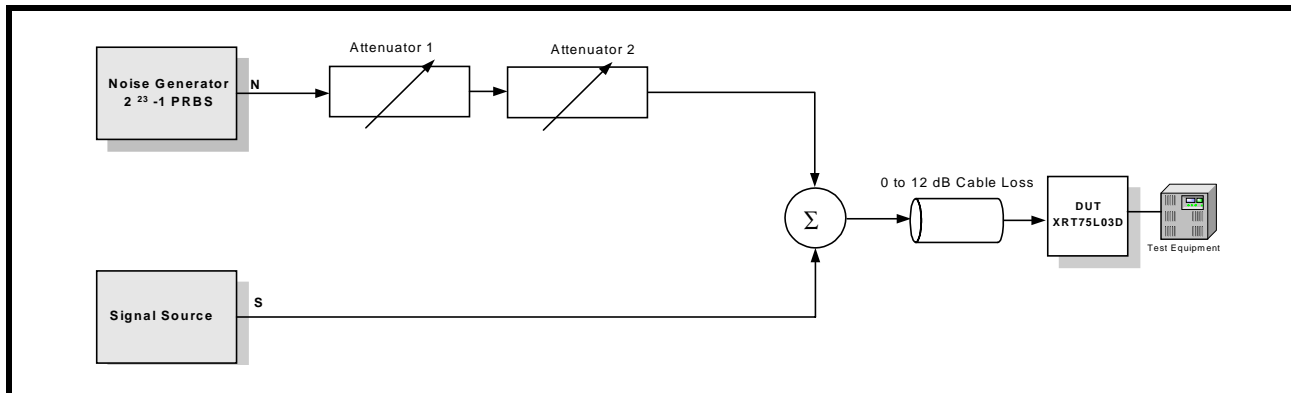 Attenuator 1
Attenuator 2
Noise Generator
2 23 -1 PRBS
N
0 to 12 dB Cable Loss
Σ
DUT
XRT75L03D
Test Equipment
Signal Source
S